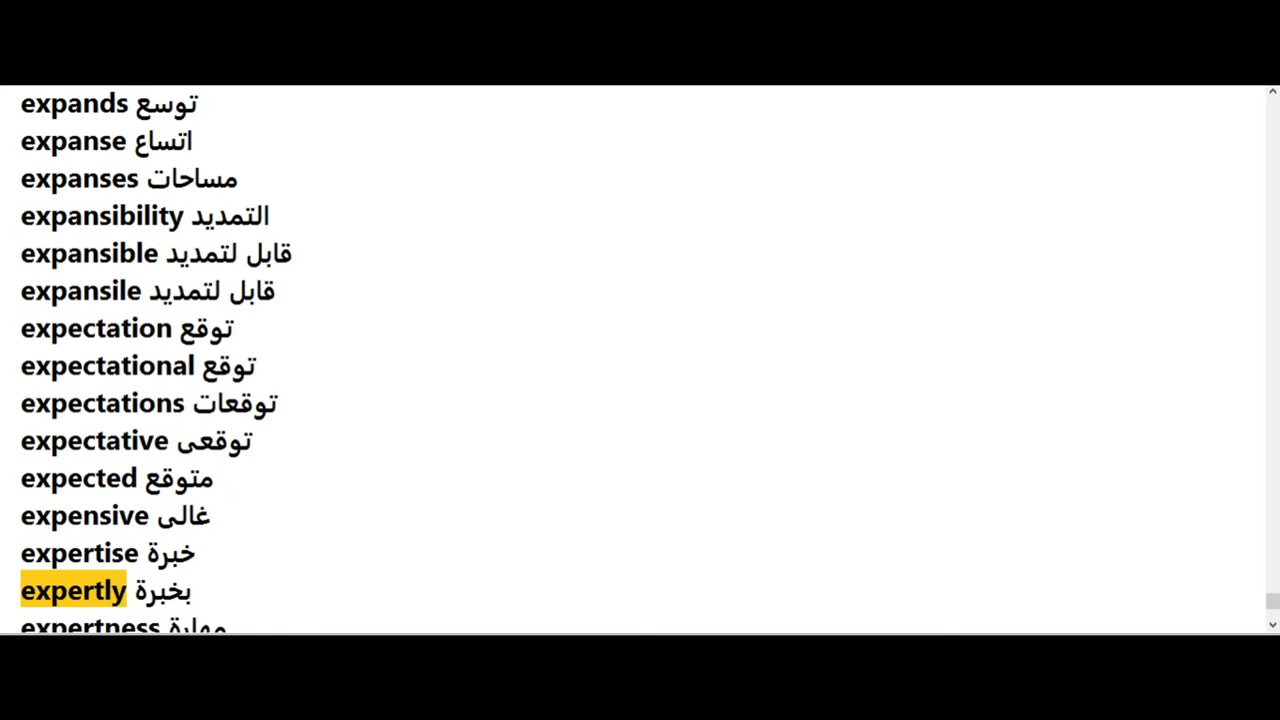 expands توسع
expanse اتساع
expanses مساحات
expansibility التمديد
expansible قابل لتمديد
expansile قابل لتمديد
expectation توقع
expectational توقع
expectations توقعات
expectative توقعى
expected متوقع
expensive غالى
expertise خبرة
expertly بخبرة
expertness مهارة